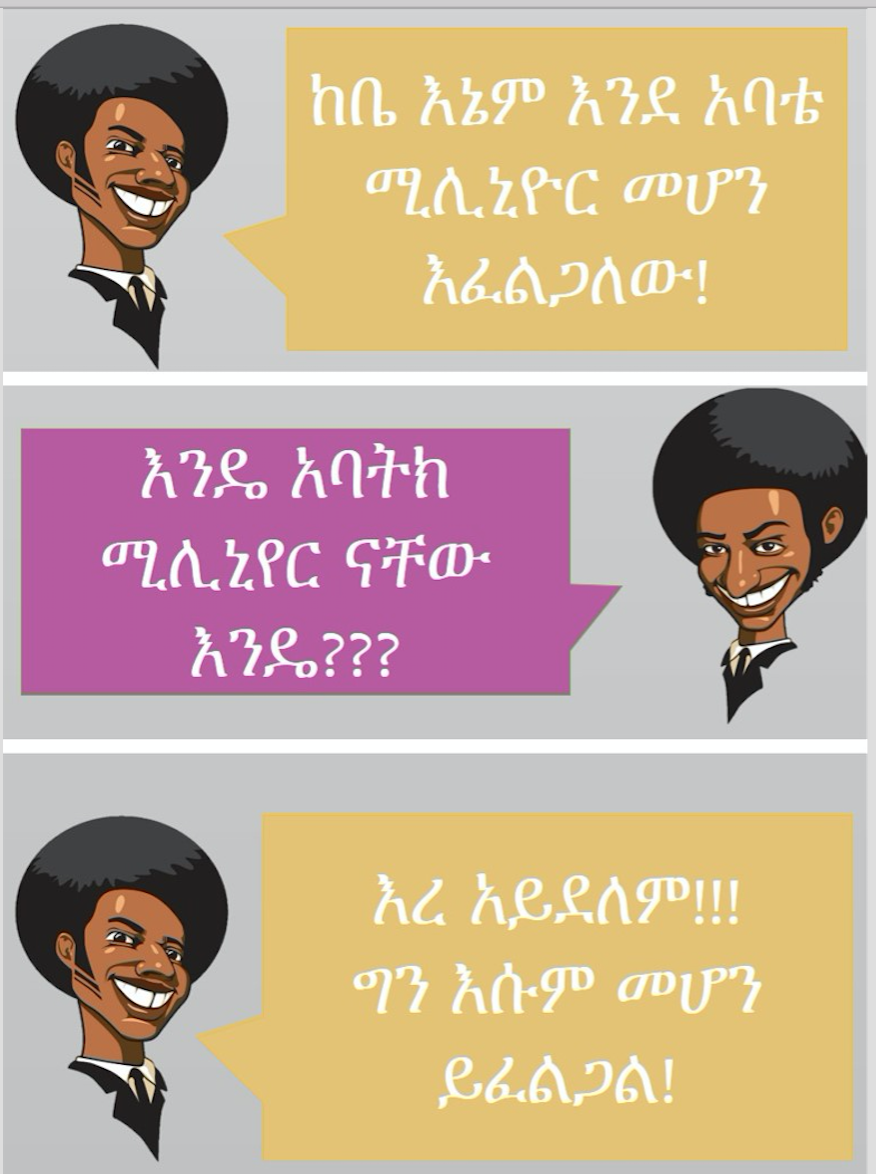 ከቤ እኔም እንደ አባቴ
ሚሊኒዮር መሆን
እፈልጋለው!
እንዴ አባትክ
ሚሊኒየር ናቸው
እንዴ???
እረ አይደለም!!!
ግን እሱም መሆን
ይፈልጋል!